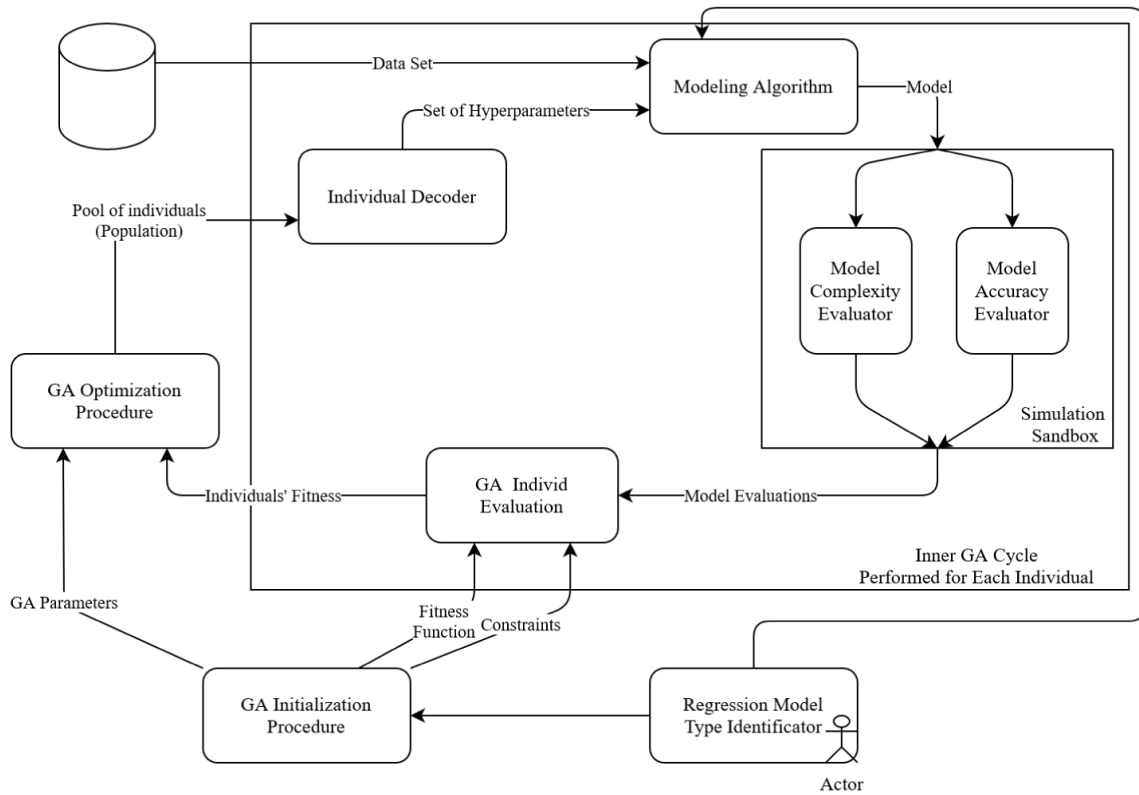 Data Set
Modeling Algorithm
Model
Set of Hyperparameters
Individual Decoder
Pool of individuals
(Population)
Model
Complexity
Evaluator
Model
Accuracy
Evaluator
GA Optimization
Procedure
Simulation
Sandbox
Individuals' Fitness
GA  Individ
Evaluation
Model Evaluations
Inner GA Cycle
Performed for Each Individual
GA Parameters
Fitness
Function
Constraints
GA Initialization
Procedure
Regression Model
Type Identificator
Actor